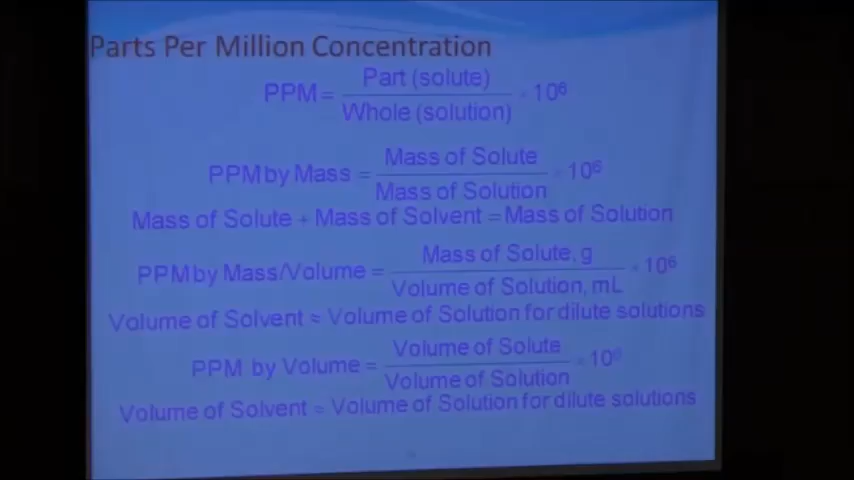 Parts Per Million Concentration
PPM = Part (solute) / Whole (solution) · 10⁶
PPM by Mass = Mass of Solute / Mass of Solution · 10⁶
Mass of Solute + Mass of Solvent = Mass of Solution
PPM by Mass/Volume = Mass of Solute, g / Volume of Solution, mL · 10⁶
Volume of Solvent ≈ Volume of Solution for dilute solutions
PPM by Volume = Volume of Solute / Volume of Solution · 10⁶
Volume of Solvent ≈ Volume of Solution for dilute solutions